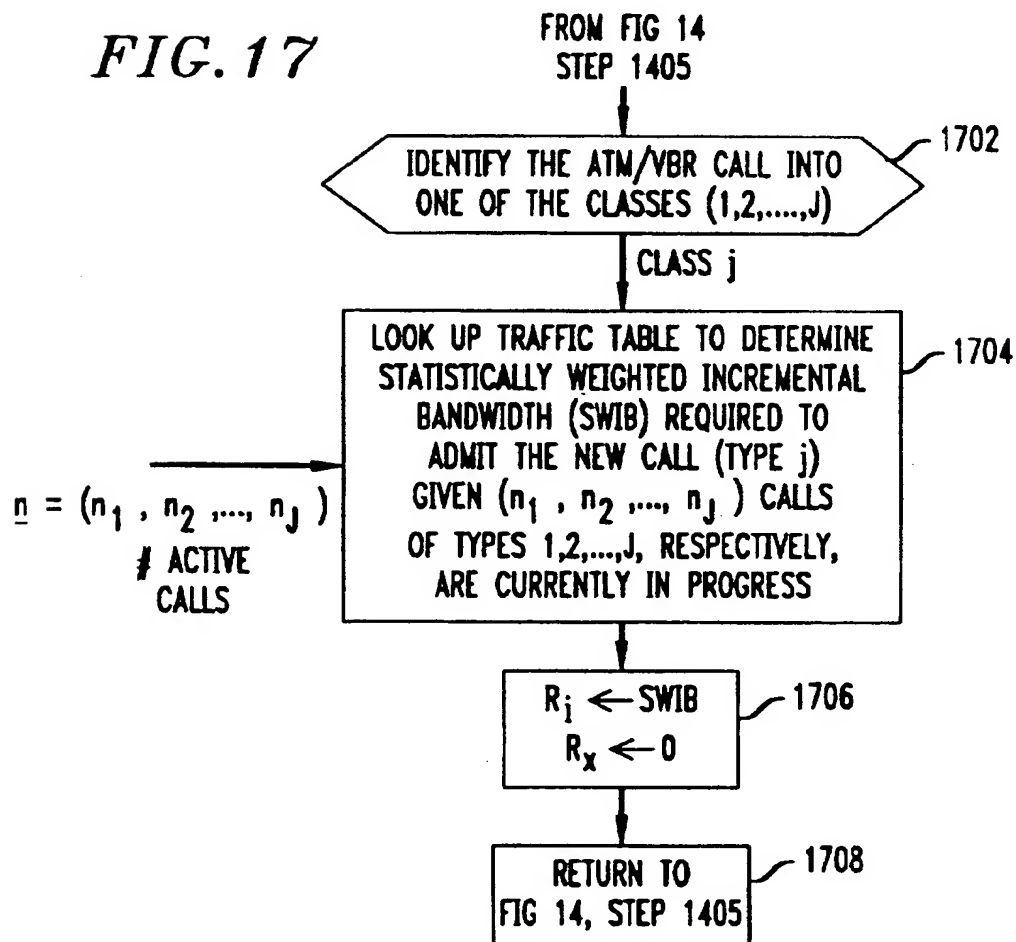 FIG. 17
FROM FIG 14
STEP 1405
1702
IDENTIFY THE ATM/VBR CALL INTO
ONE OF THE CLASSES (1,2,....,J)
CLASS j
1704
LOOK UP TRAFFIC TABLE TO DETERMINE
STATISTICALLY WEIGHTED INCREMENTAL
BANDWIDTH (SWIB) REQUIRED TO
ADMIT THE NEW CALL (TYPE j)
GIVEN (n1 , n2 ,..., nJ ) CALLS
OF TYPES 1,2,...,J, RESPECTIVELY,
ARE CURRENTLY IN PROGRESS
n = (n1 , n2 ,..., nJ )
# ACTIVE
CALLS
1706
Ri ← SWIB
Rx ← 0
1708
RETURN TO
FIG 14, STEP 1405